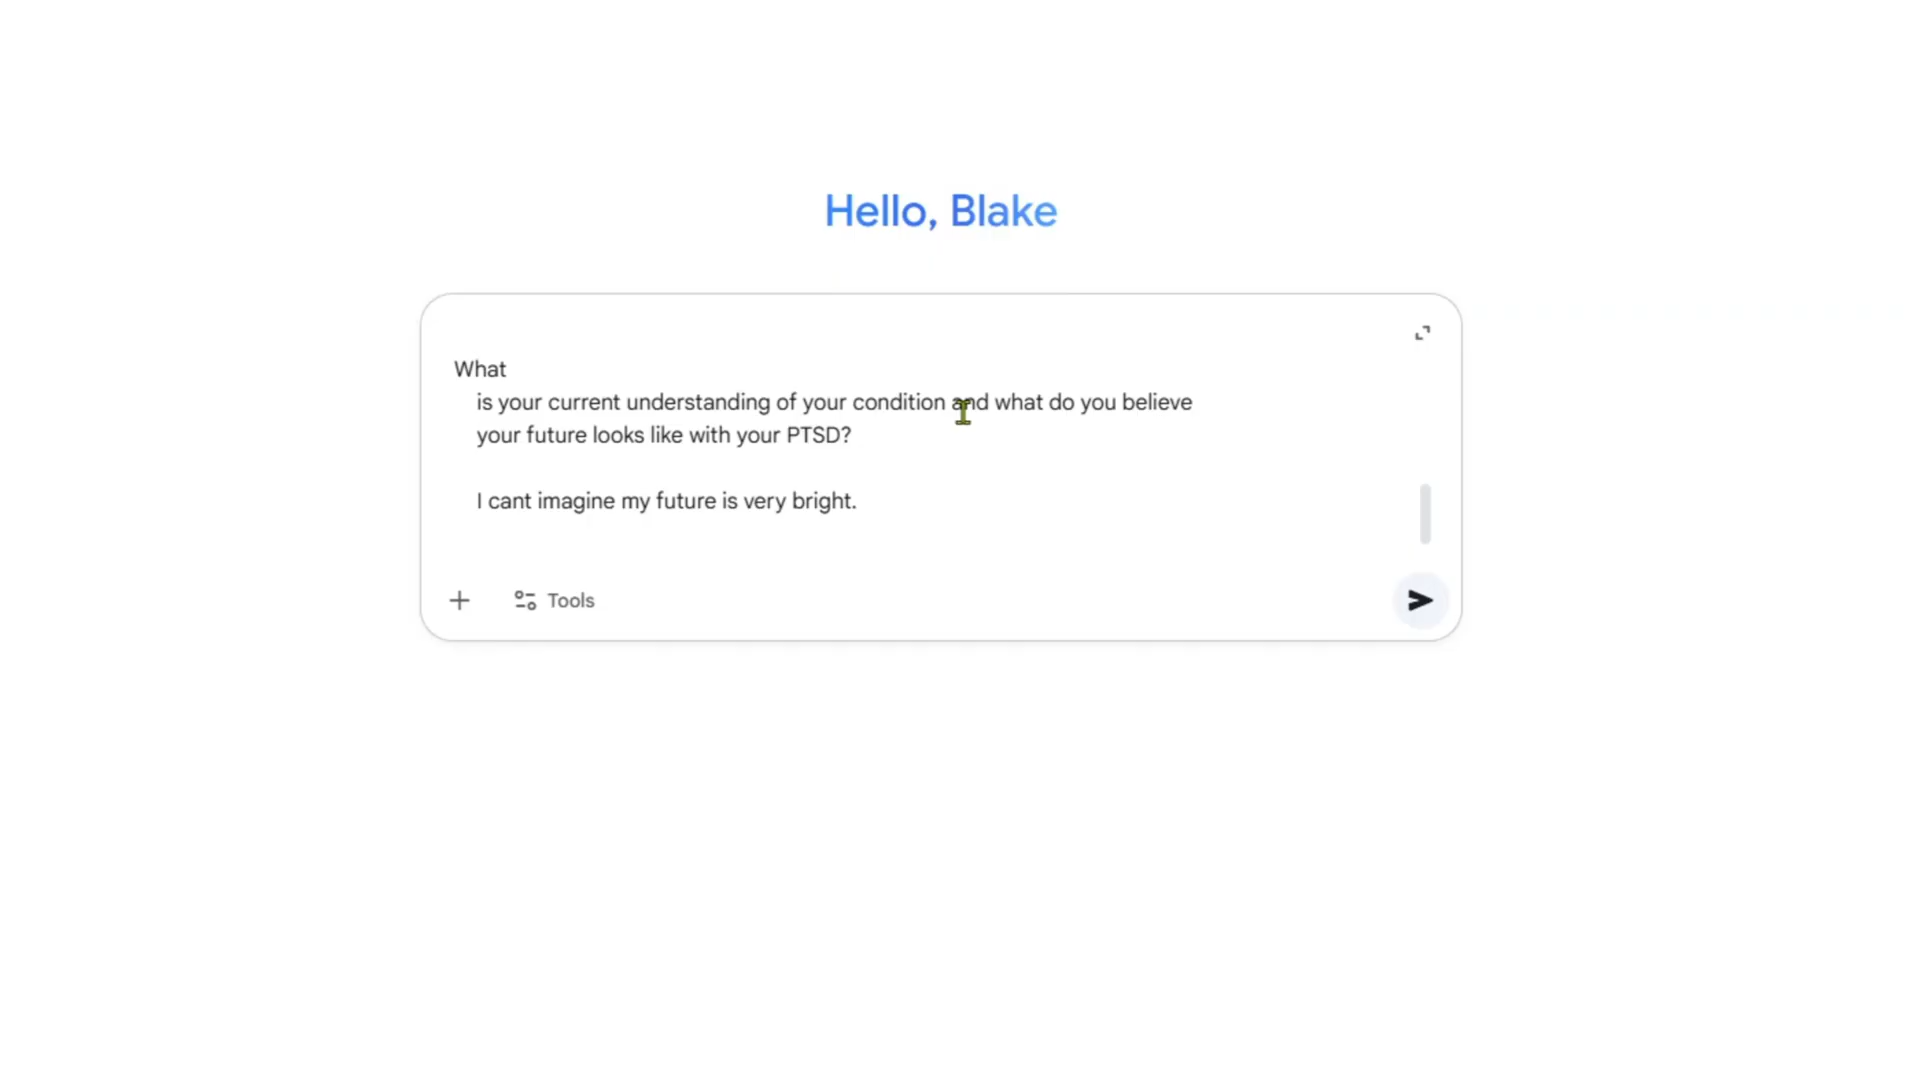 Hello, Blake
What
is your current understanding of your condition and what do you believe
your future looks like with your PTSD?
I cant imagine my future is very bright.
Tools